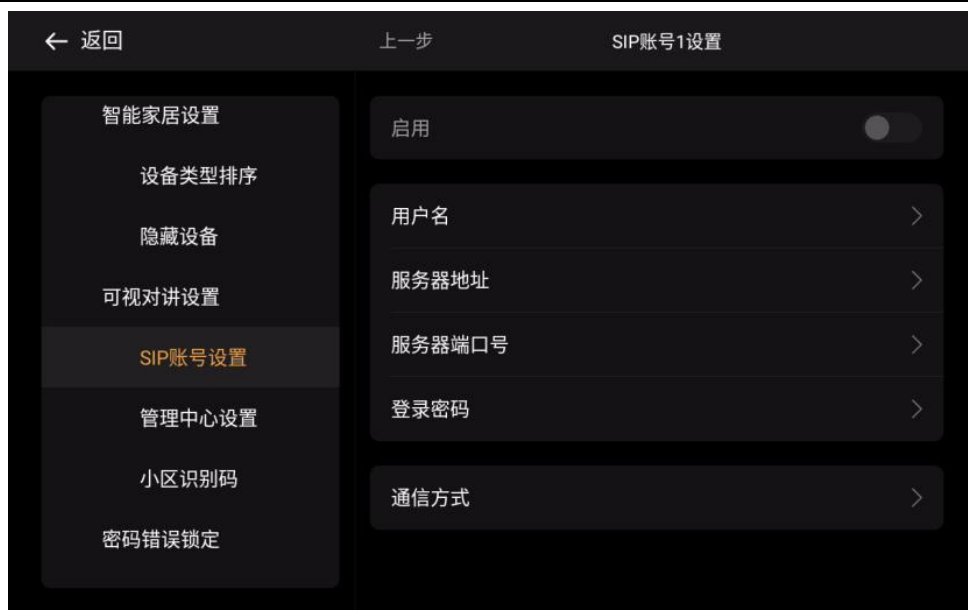 返回
上一步
SIP账号1设置
智能家居设置
设备类型排序
隐藏设备
可视对讲设置
SIP账号设置
管理中心设置
小区识别码
密码错误锁定
启用
用户名
服务器地址
服务器端口号
登录密码
通信方式